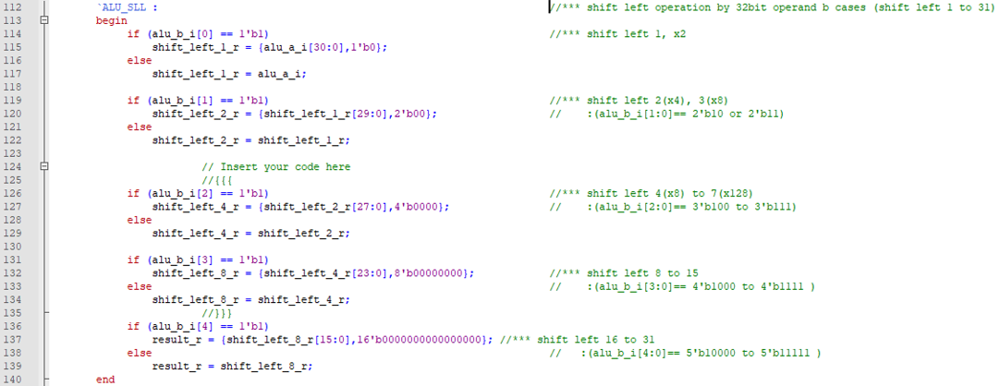 112 `ALU_SLL : //*** shift left operation by 32bit operand b cases (shift left 1 to 31)
113 begin
114 if (alu_b_i[0] == 1'b1) //*** shift left 1, x2
115 shift_left_1_r = {alu_a_i[30:0],1'b0};
116 else
117 shift_left_1_r = alu_a_i;
118
119 if (alu_b_i[1] == 1'b1) //*** shift left 2(x4), 3(x8)
120 shift_left_2_r = {shift_left_1_r[29:0],2'b00}; // :(alu_b_i[1:0]== 2'b10 or 2'b11)
121 else
122 shift_left_2_r = shift_left_1_r;
123
124 // Insert your code here
125 //{{{
126 if (alu_b_i[2] == 1'b1) //*** shift left 4(x8) to 7(x128)
127 shift_left_4_r = {shift_left_2_r[27:0],4'b0000}; // :(alu_b_i[2:0]== 3'b100 to 3'b111)
128 else
129 shift_left_4_r = shift_left_2_r;
130
131 if (alu_b_i[3] == 1'b1)
132 shift_left_8_r = {shift_left_4_r[23:0],8'b00000000}; //*** shift left 8 to 15
133 else // :(alu_b_i[3:0]== 4'b1000 to 4'b1111 )
134 shift_left_8_r = shift_left_4_r;
135 //}}}
136 if (alu_b_i[4] == 1'b1)
137 result_r = {shift_left_8_r[15:0],16'b0000000000000000}; //*** shift left 16 to 31
138 else // :(alu_b_i[4:0]== 5'b10000 to 5'b11111 )
139 result_r = shift_left_8_r;
140 end